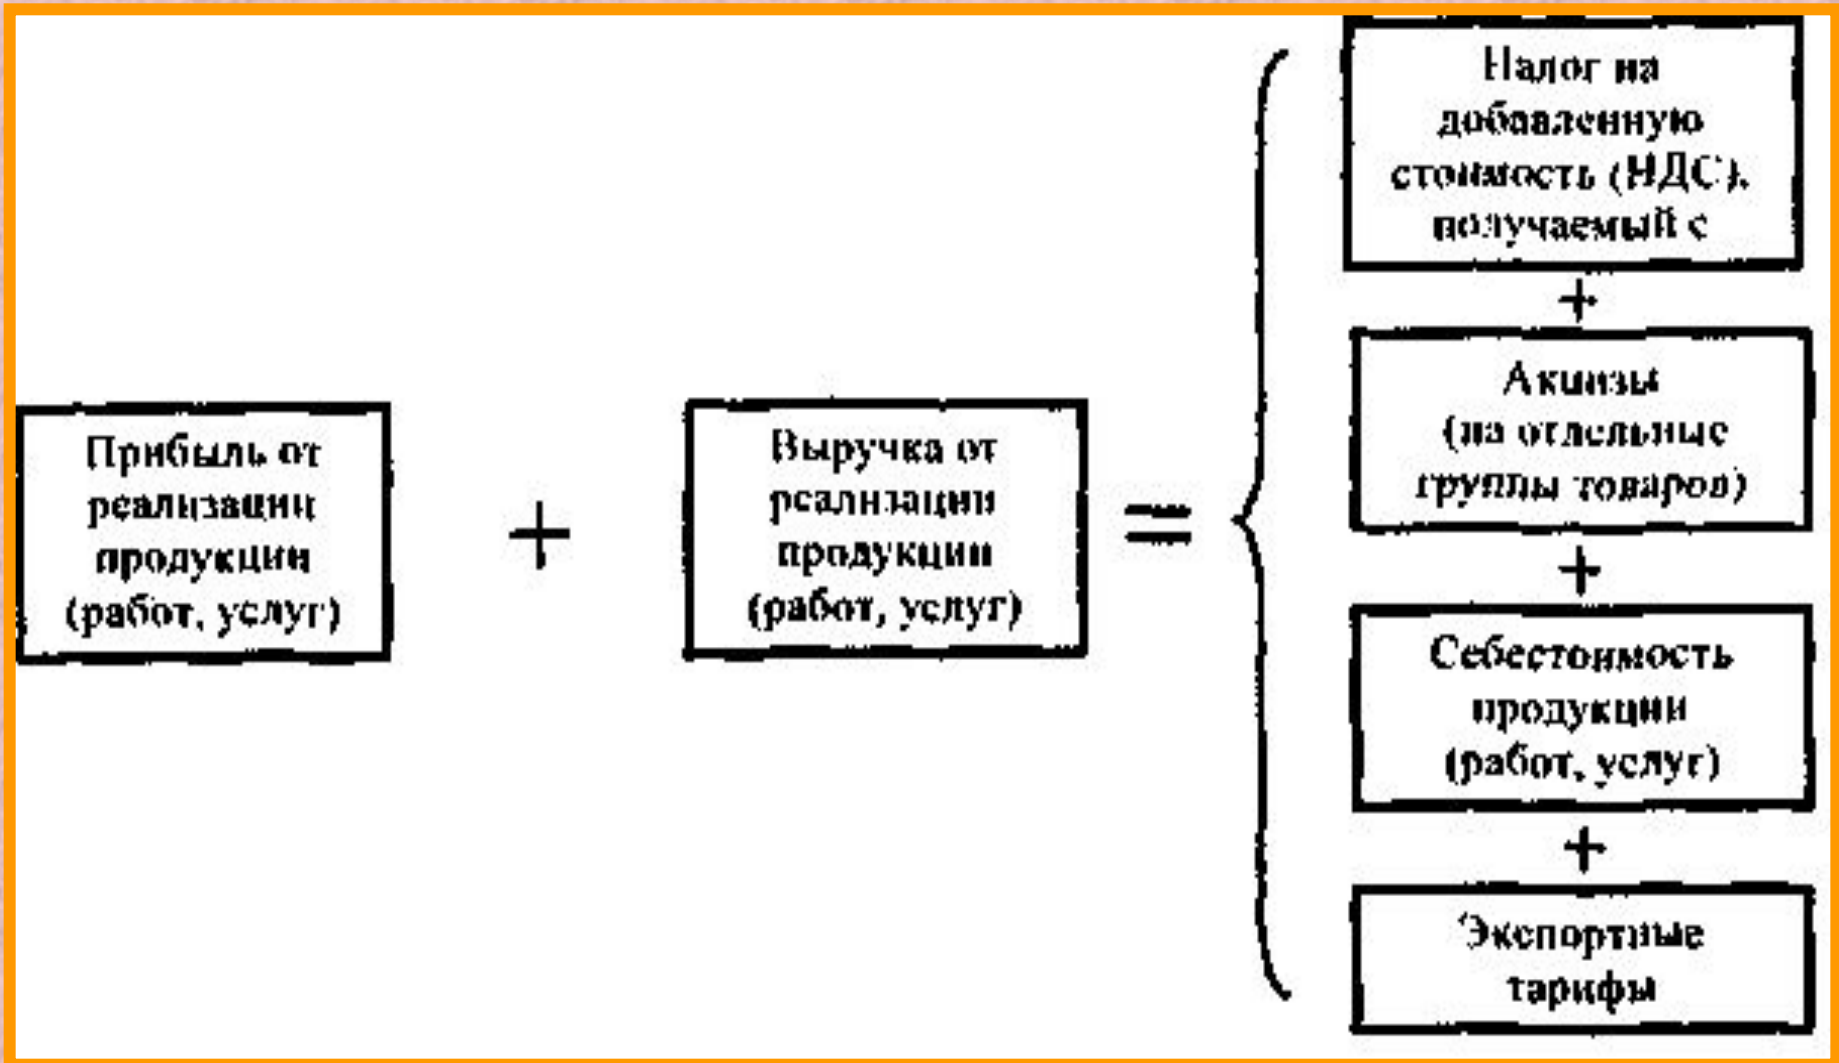 Прибыль от
реализации
продукции
(работ, услуг)
+
Выручка от
реализации
продукции
(работ, услуг)
=
Налог на
добавленную
стоимость (НДС),
получаемый с
+
Акцизы
(на отдельные
группы товаров)
+
Себестоимость
продукции
(работ, услуг)
+
Экспортные
тарифы